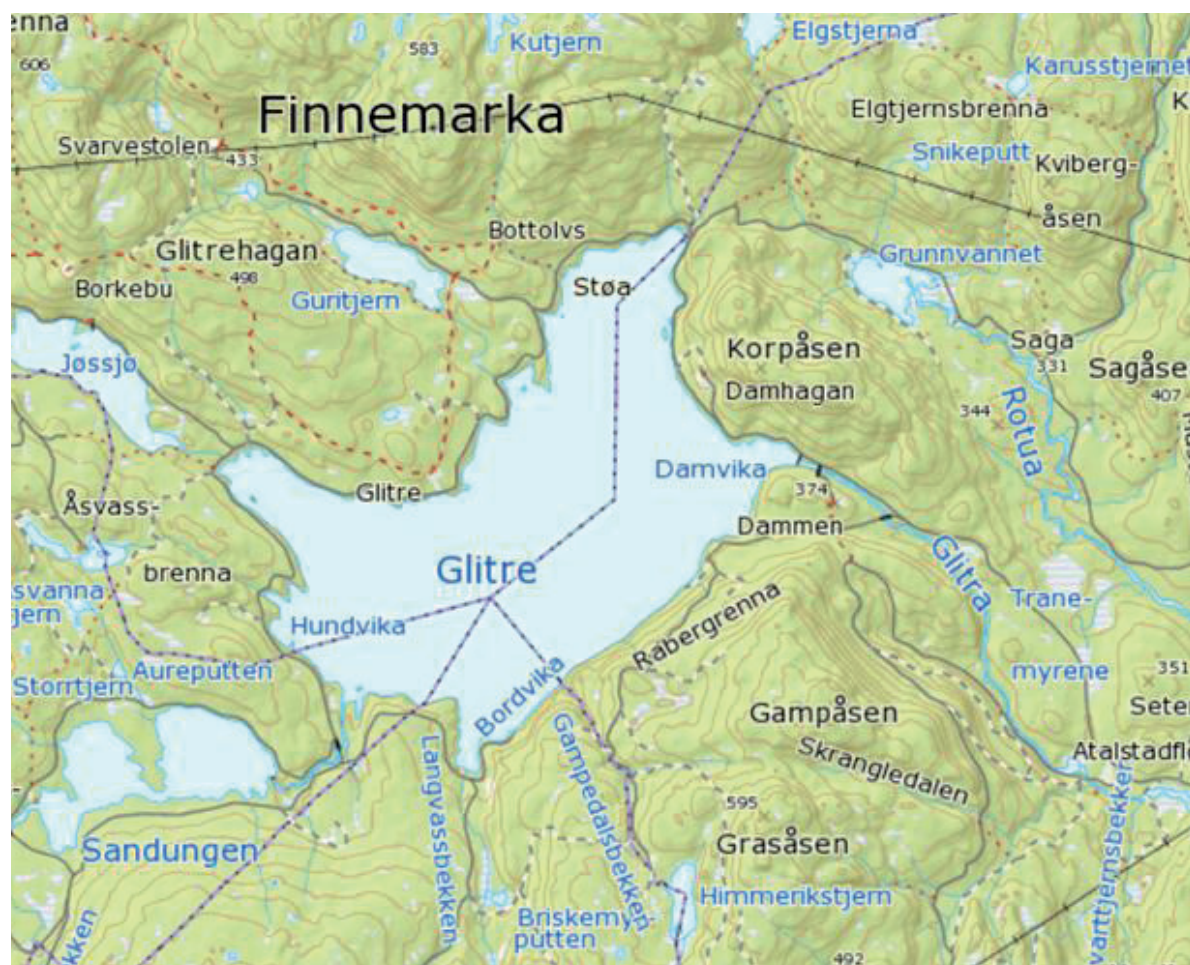 enna
583
Kutjern
Elgstjerna
606
Karusstjernet
Finnemarka
Elgtjernsbrenna
K
Svarvestolen
433
Snikeputt
Kviberg-
åsen
Bottolvs
Glitrehagan
498
Grunnvannet
Borkebu
Guritjern
Støa
Jøssjø
Korpåsen
Saga
331
Sagåse
Damhagan
407
344
Rotua
Damvika
Glitre
374
Åsvass-
Dammen
brenna
Glitre
Glitra
svanna
tjern
Trane-
Hundvika
Råbergrenna
Aureputten
Storrtjern
myrene
351
Bordvika
Gampåsen
Seter
Gampedalsbekken
Langvassbekken
Skrangledalen
Atalstadflo
595
Sandungen
Grasåsen
Himmerikstjern
Briskemyr-
putten
kken
varttjernsbekken
492